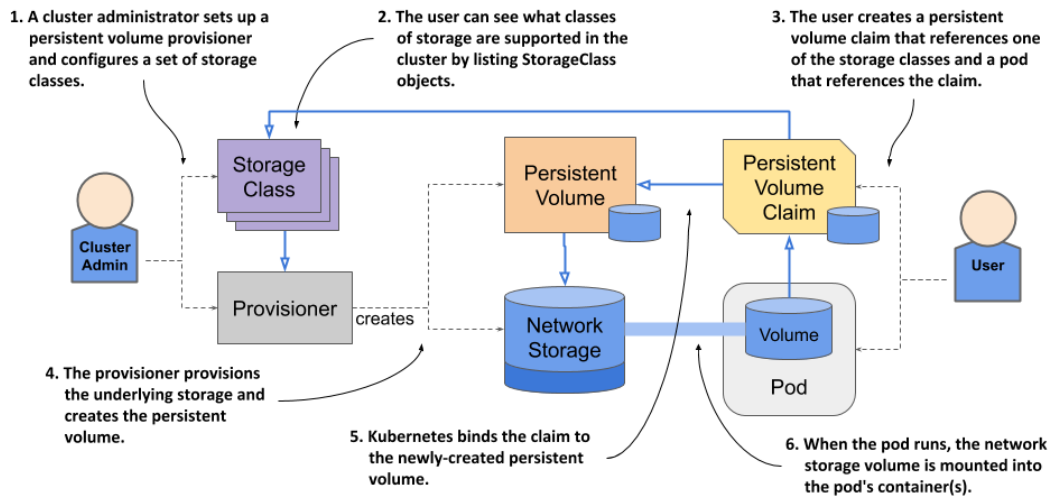 1. A cluster administrator sets up a
persistent volume provisioner
and configures a set of storage
classes.
2. The user can see what classes
of storage are supported in the
cluster by listing StorageClass
objects.
3. The user creates a persistent
volume claim that references one
of the storage classes and a pod
that references the claim.
Storage
Class
Persistent
Volume
Persistent
Volume
Claim
Cluster
Admin
User
Provisioner
creates
Network
Storage
Volume
Pod
4. The provisioner provisions
the underlying storage and
creates the persistent
volume.
5. Kubernetes binds the claim to
the newly-created persistent
volume.
6. When the pod runs, the network
storage volume is mounted into
the pod's container(s).